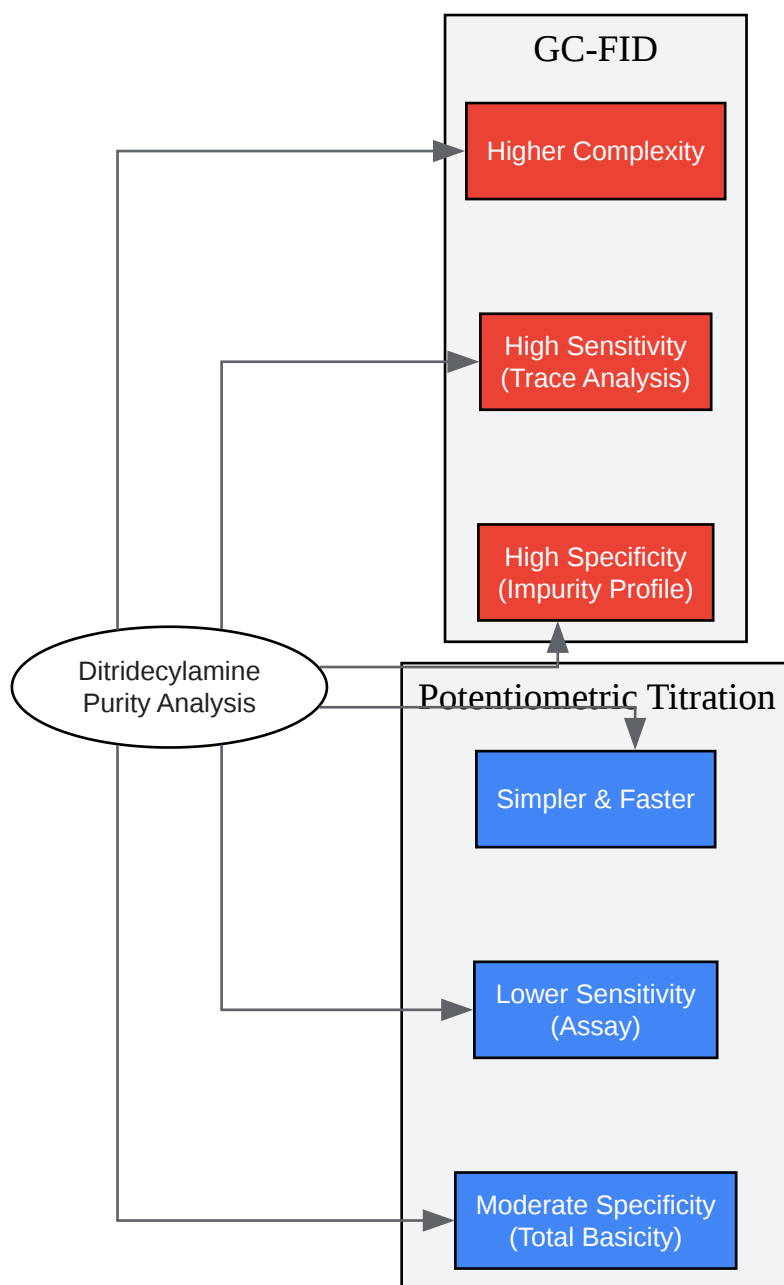 GC-FID
Higher Complexity
High Sensitivity
(Trace Analysis)
High Specificity
(Impurity Profile)
Ditridecylamine
Purity Analysis
Potentiometric Titration
Simpler & Faster
Lower Sensitivity
(Assay)
Moderate Specificity
(Total Basicity)